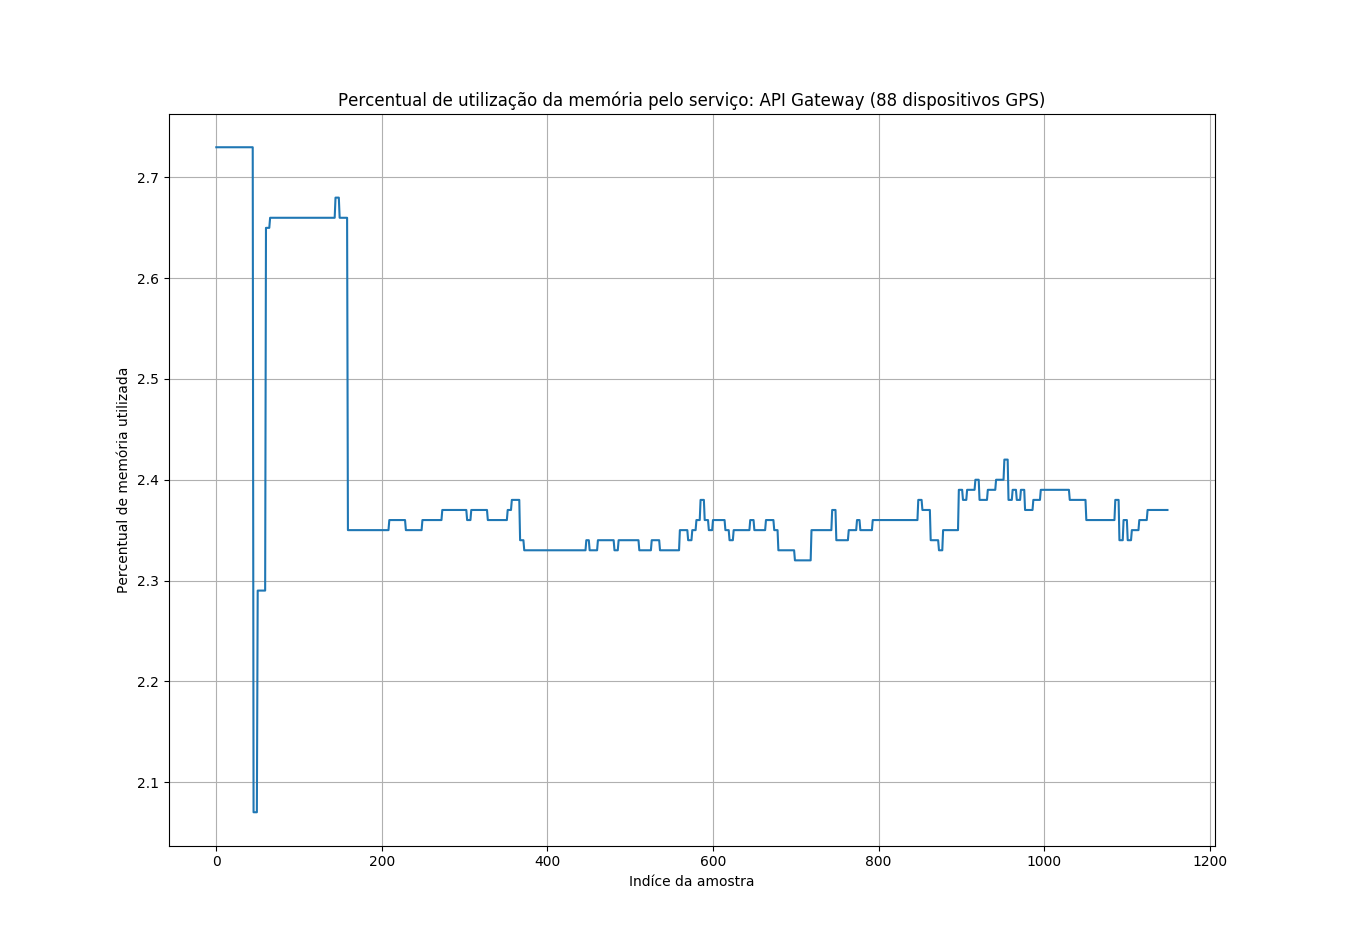 Percentual de utilização da memória pelo serviço: API Gateway (88 dispositivos GPS)
Percentual de memória utilizada
2.7
2.6
2.5
2.4
2.3
2.2
2.1
0 200 400 600 800 1000 1200
Indíce da amostra